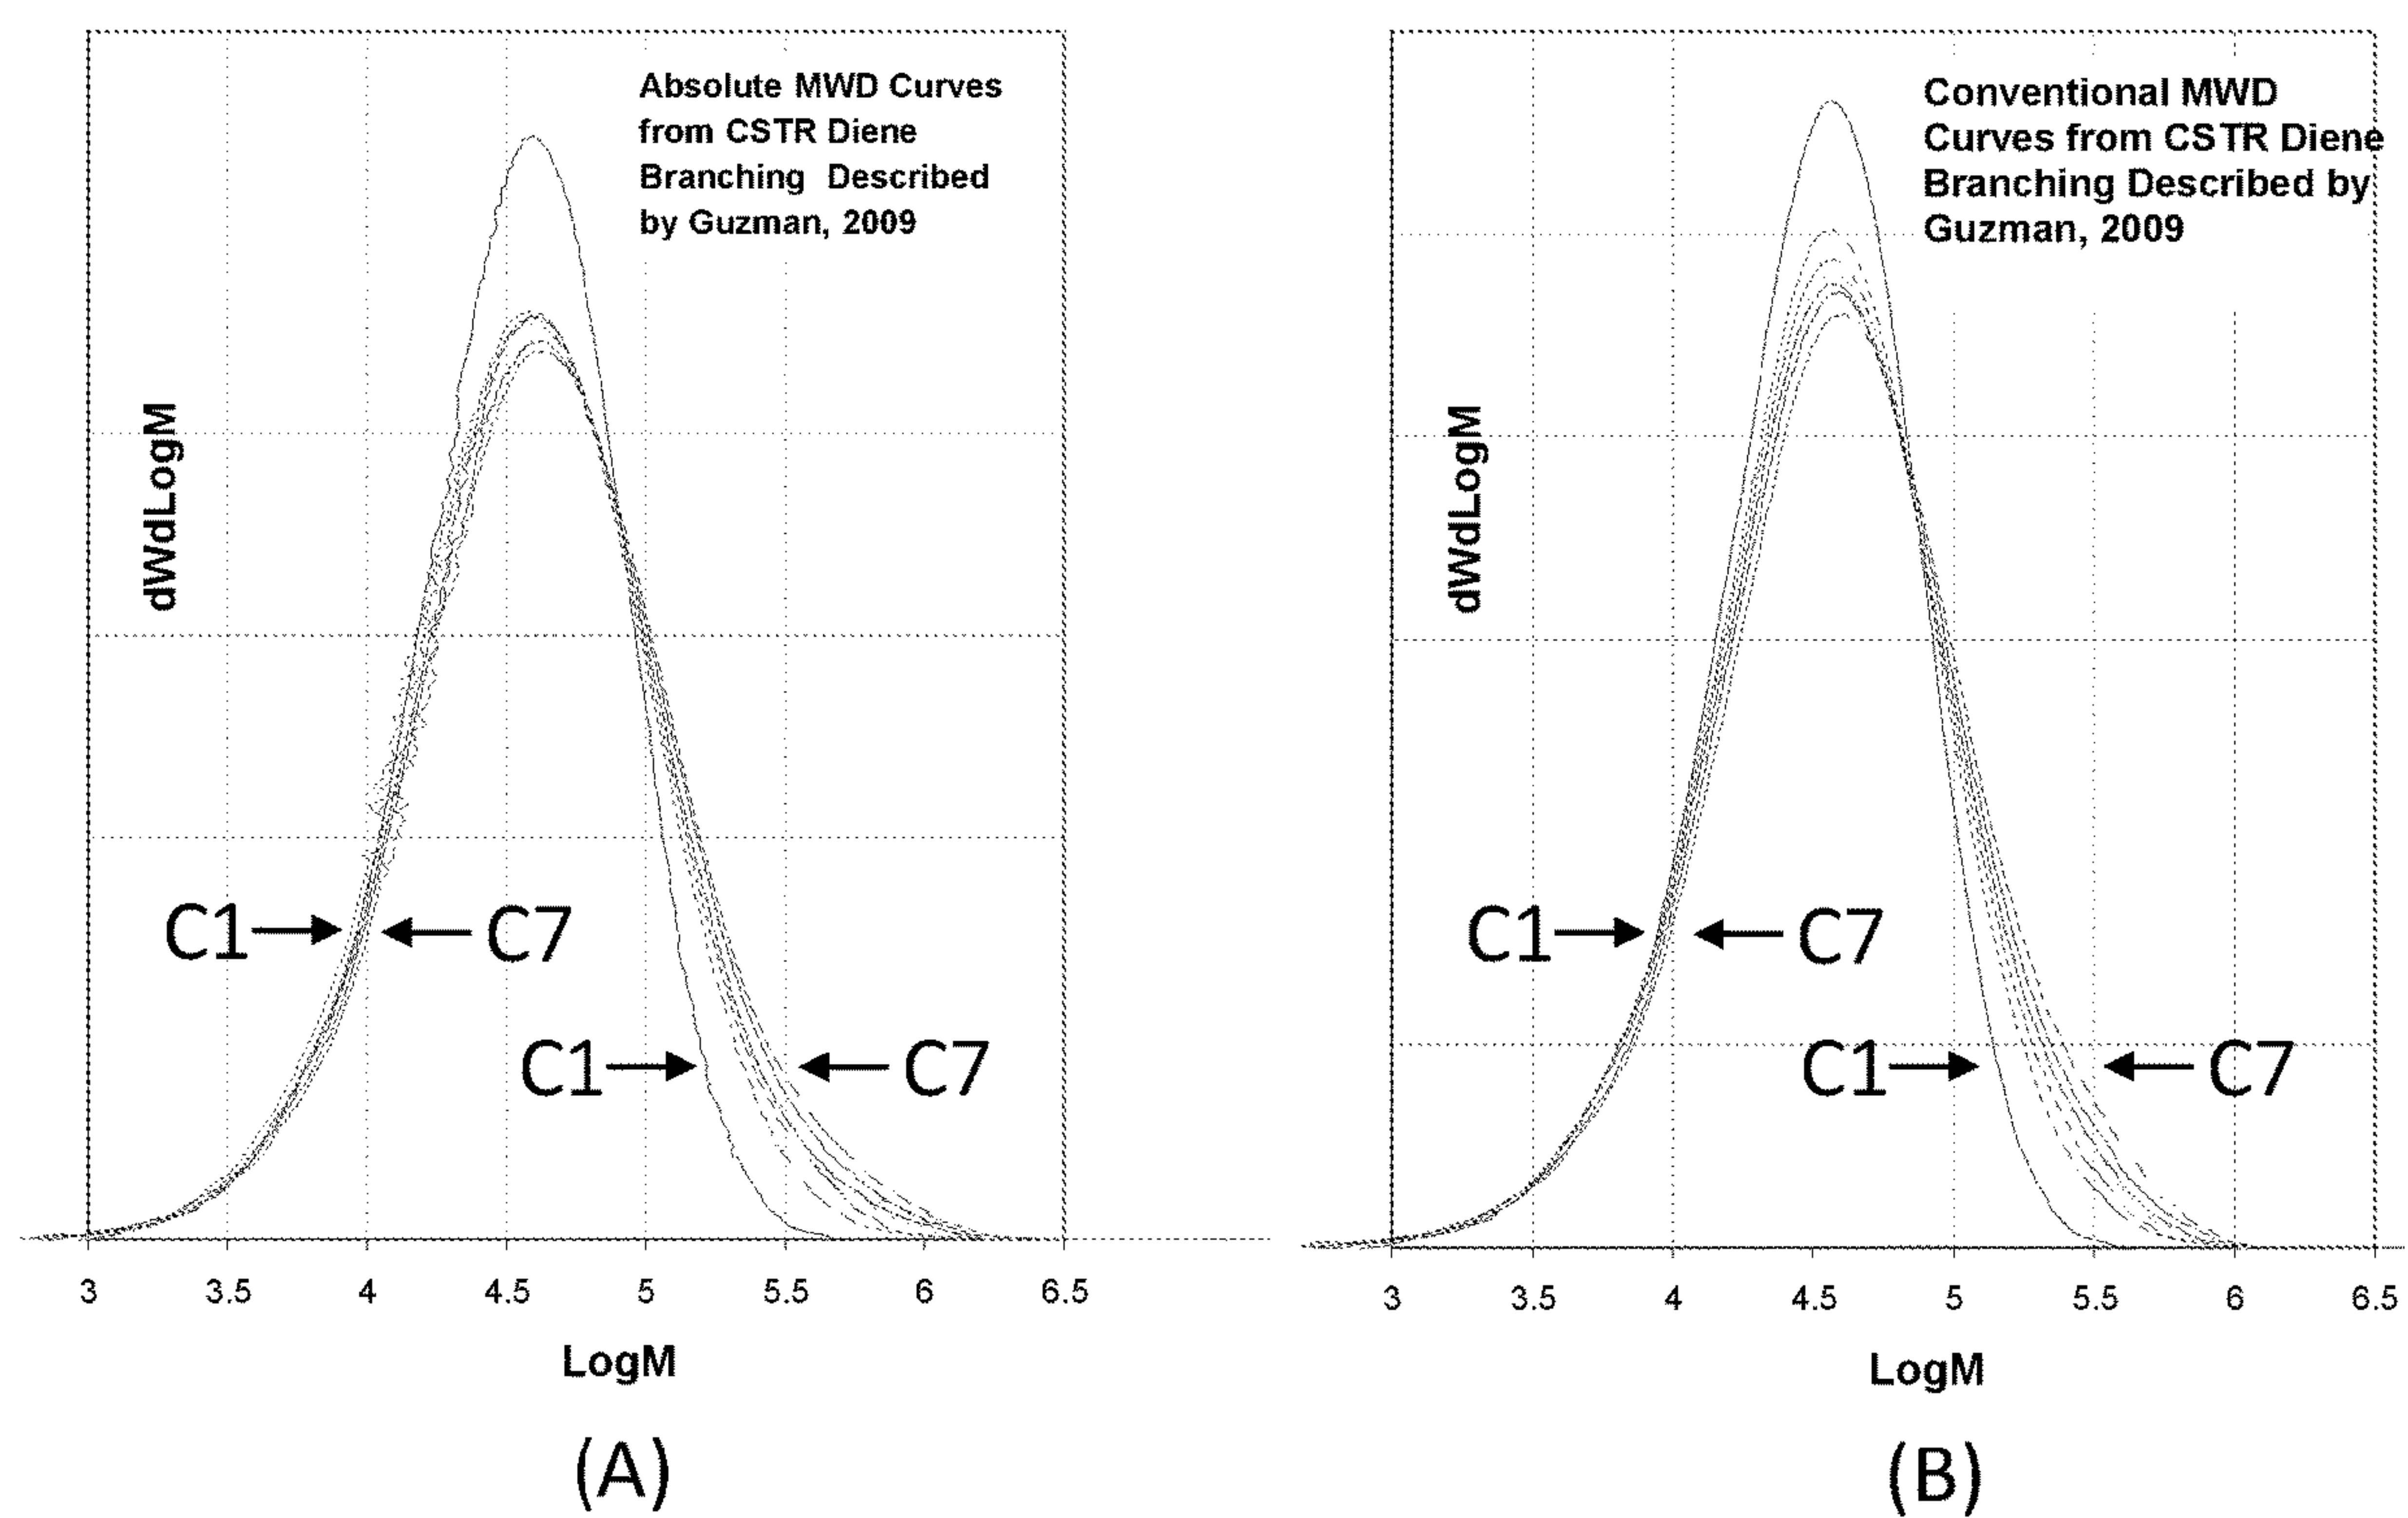 Absolute MWD Curves
from CSTR Diene
Branching Described
by Guzman, 2009
dWdLogM
C1
C7
C1
C7
3 3.5 4 4.5 5 5.5 6 6.5
LogM
(A)
Conventional MWD
Curves from CSTR Diene
Branching Described by
Guzman, 2009
dWdLogM
C1
C7
C1
C7
3 3.5 4 4.5 5 5.5 6 6.5
LogM
(B)